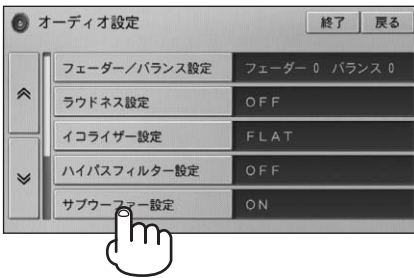 オーディオ設定 終了 戻る
フェーダー／バランス設定 フェーダー 0 バランス 0
ラウドネス設定 OFF
イコライザー設定 FLAT
ハイパスフィルター設定 OFF
サブウーファー設定 ON